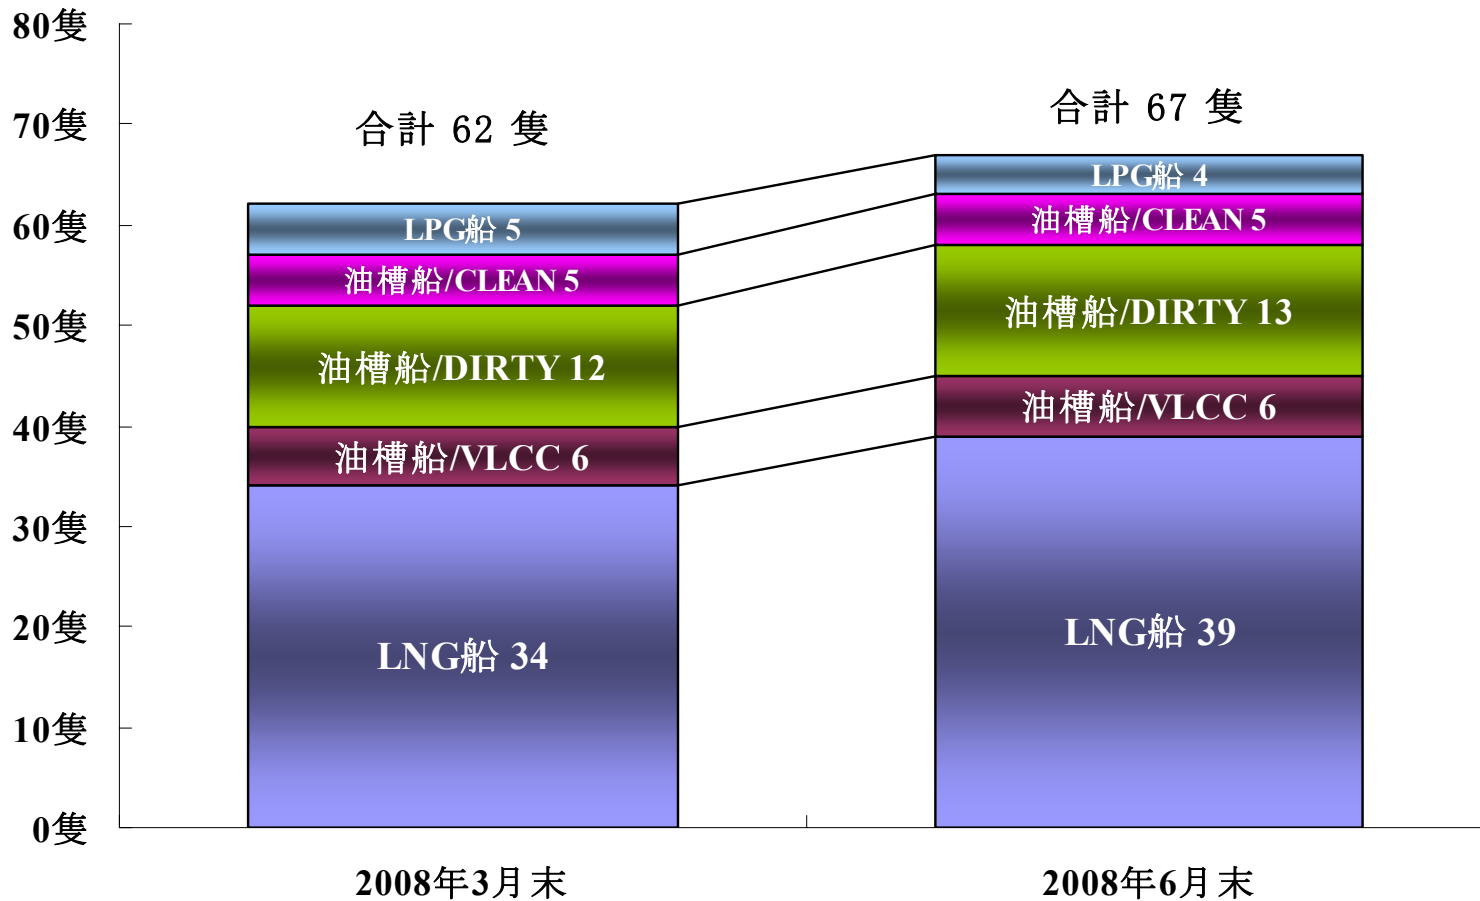 80隻
70隻
60隻
50隻
40隻
30隻
20隻
10隻
0隻
合計 62 隻
LPG船 5
油槽船/CLEAN 5
油槽船/DIRTY 12
油槽船/VLCC 6
LNG船 34
2008年3月末
合計 67 隻
LPG船 4
油槽船/CLEAN 5
油槽船/DIRTY 13
油槽船/VLCC 6
LNG船 39
2008年6月末